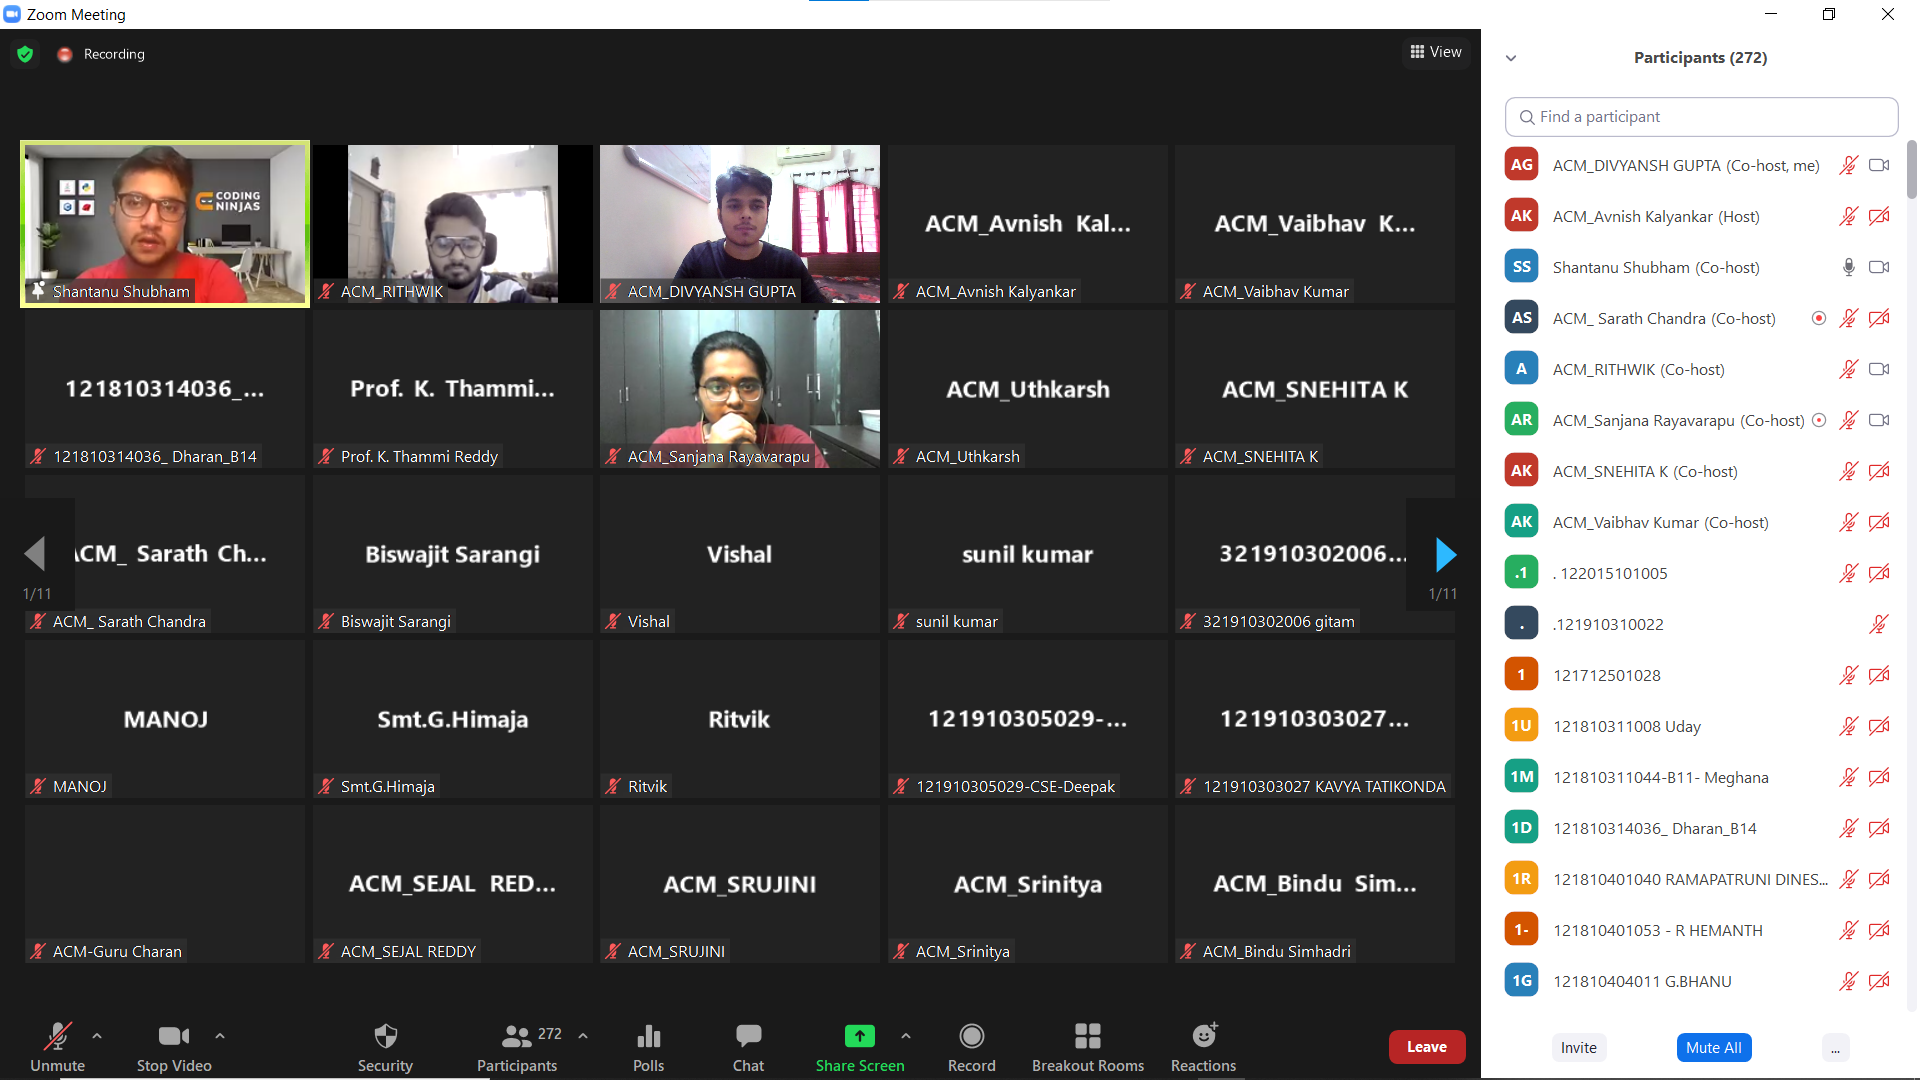 Zoom Meeting
Recording
View
CODING
NINJAS
Shantanu Shubham
ACM_RITHWIK
ACM_DIVYANSH GUPTA
ACM_Avnish Kal...
ACM_Avnish Kalyankar
ACM_Vaibhav K...
ACM_Vaibhav Kumar
121810314036_...
121810314036_ Dharan_B14
Prof. K. Thammi...
Prof. K. Thammi Reddy
ACM_Sanjana Rayavarapu
ACM_Uthkarsh
ACM_Uthkarsh
ACM_SNEHITA K
ACM_SNEHITA K
1/11
ACM_ Sarath Ch...
ACM_ Sarath Chandra
Biswajit Sarangi
Biswajit Sarangi
Vishal
Vishal
sunil kumar
sunil kumar
321910302006...
321910302006 gitam
1/11
MANOJ
MANOJ
Smt.G.Himaja
Smt.G.Himaja
Ritvik
Ritvik
121910305029-...
121910305029-CSE-Deepak
121910303027...
121910303027 KAVYA TATIKONDA
ACM-Guru Charan
ACM_SEJAL RED...
ACM_SEJAL REDDY
ACM_SRUJINI
ACM_SRUJINI
ACM_Srinitya
ACM_Srinitya
ACM_Bindu Sim...
ACM_Bindu Simhadri
Unmute
Stop Video
Security
272
Participants
Polls
Chat
Share Screen
Record
Breakout Rooms
Reactions
Leave
Participants (272)
Find a participant
AG ACM_DIVYANSH GUPTA (Co-host, me)
AK ACM_Avnish Kalyankar (Host)
SS Shantanu Shubham (Co-host)
AS ACM_ Sarath Chandra (Co-host)
A ACM_RITHWIK (Co-host)
AR ACM_Sanjana Rayavarapu (Co-host)
AK ACM_SNEHITA K (Co-host)
AK ACM_Vaibhav Kumar (Co-host)
.1 . 122015101005
. .121910310022
1 121712501028
1U 121810311008 Uday
1M 121810311044-B11- Meghana
1D 121810314036_ Dharan_B14
1R 121810401040 RAMAPATRUNI DINES...
1- 121810401053 - R HEMANTH
1G 121810404011 G.BHANU
Invite
Mute All
...